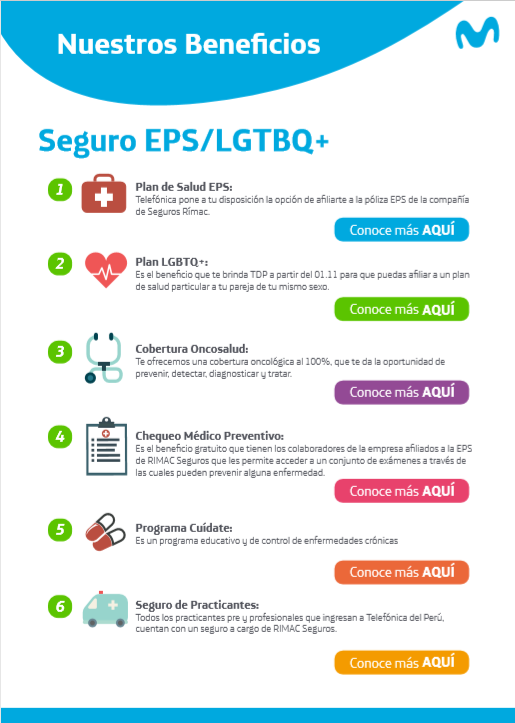 Nuestros Beneficios
Seguro EPS/LGTBQ+
1
Plan de Salud EPS:
Telefónica pone a tu disposición la opción de afiliarte a la póliza EPS de la compañía
de Seguros Rímac.
Conoce más AQUÍ
2
Plan LGBTQ+:
Es el beneficio que te brinda TDP a partir del 01.11 para que puedas afiliar a un plan
de salud particular a tu pareja de tu mismo sexo.
Conoce más AQUÍ
3
Cobertura Oncosalud:
Te ofrecemos una cobertura oncológica al 100%, que te da la oportunidad de
prevenir, detectar, diagnosticar y tratar.
Conoce más AQUÍ
4
Chequeo Médico Preventivo:
Es el beneficio gratuito que tienen los colaboradores de la empresa afiliados a la EPS
de RIMAC Seguros que les permite acceder a un conjunto de exámenes a través de
las cuales pueden prevenir alguna enfermedad.
Conoce más AQUÍ
5
Programa Cuídate:
Es un programa educativo y de control de enfermedades crónicas
Conoce más AQUÍ
6
Seguro de Practicantes:
Todos los practicantes pre y profesionales que ingresan a Telefónica del Perú,
cuentan con un seguro a cargo de RIMAC Seguros.
Conoce más AQUÍ